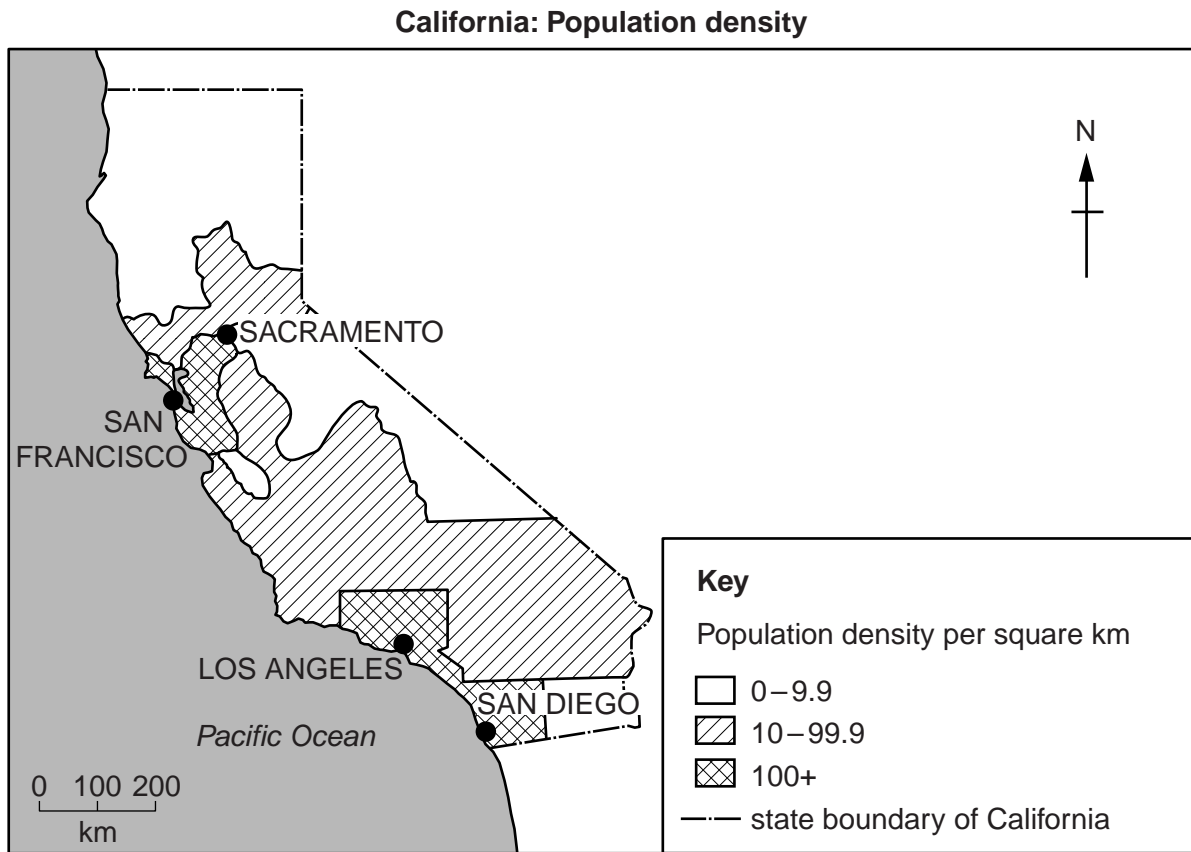 California: Population density
N
SACRAMENTO
SAN
FRANCISCO
LOS ANGELES
SAN DIEGO
Pacific Ocean
0 100 200
km
Key
Population density per square km
0–9.9
10–99.9
100+
state boundary of California